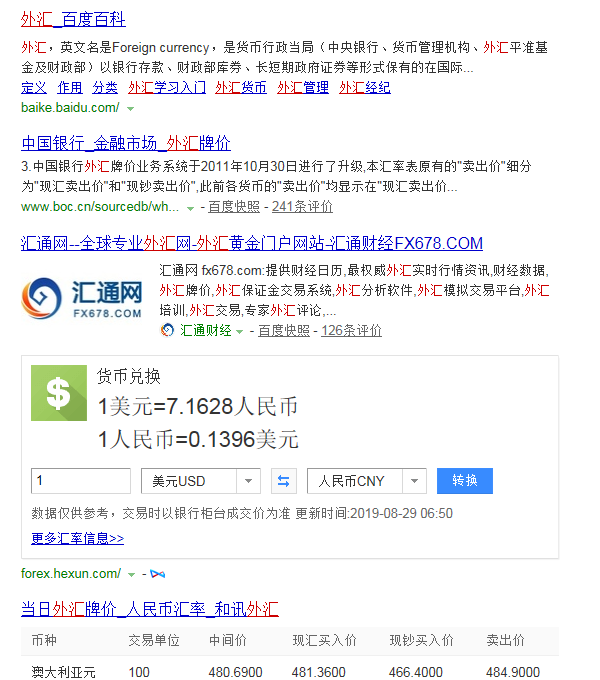 外汇_百度百科
外汇，英文名是Foreign currency，是货币行政当局（中央银行、货币管理机构、外汇平准基
金及财政部）以银行存款、财政部库券、长短期政府证券等形式保有的在国际...
定义 作用 分类 外汇学习入门 外汇货币 外汇管理 外汇经纪
baike.baidu.com/
中国银行_金融市场_外汇牌价
3.中国银行外汇牌价业务系统于2011年10月30日进行了升级,本汇率表原有的"卖出价"细分
为"现汇卖出价"和"现钞卖出价",此前各货币的"卖出价"均显示在"现汇卖出价...
www.boc.cn/sourcedb/wh... - 百度快照 - 241条评价
汇通网--全球专业外汇网-外汇黄金门户网站-汇通财经FX678.COM
汇通网
FX678.COM
汇通网 fx678.com:提供财经日历,最权威外汇实时行情资讯,财经数据,
外汇牌价,外汇保证金交易系统,外汇分析软件,外汇模拟交易平台,外汇
培训,外汇交易,专家外汇评论,...
汇通财经 - 百度快照 - 126条评价
$
货币兑换
1美元=7.1628人民币
1人民币=0.1396美元
1 美元USD 人民币CNY 转换
数据仅供参考，交易时以银行柜台成交价为准 更新时间:2019-08-29 06:50
更多汇率信息>>
forex.hexun.com/ -
当日外汇牌价_人民币汇率_和讯外汇
币种 交易单位 中间价 现汇买入价 现钞买入价 卖出价
澳大利亚元 100 480.6900 481.3600 466.4000 484.9000